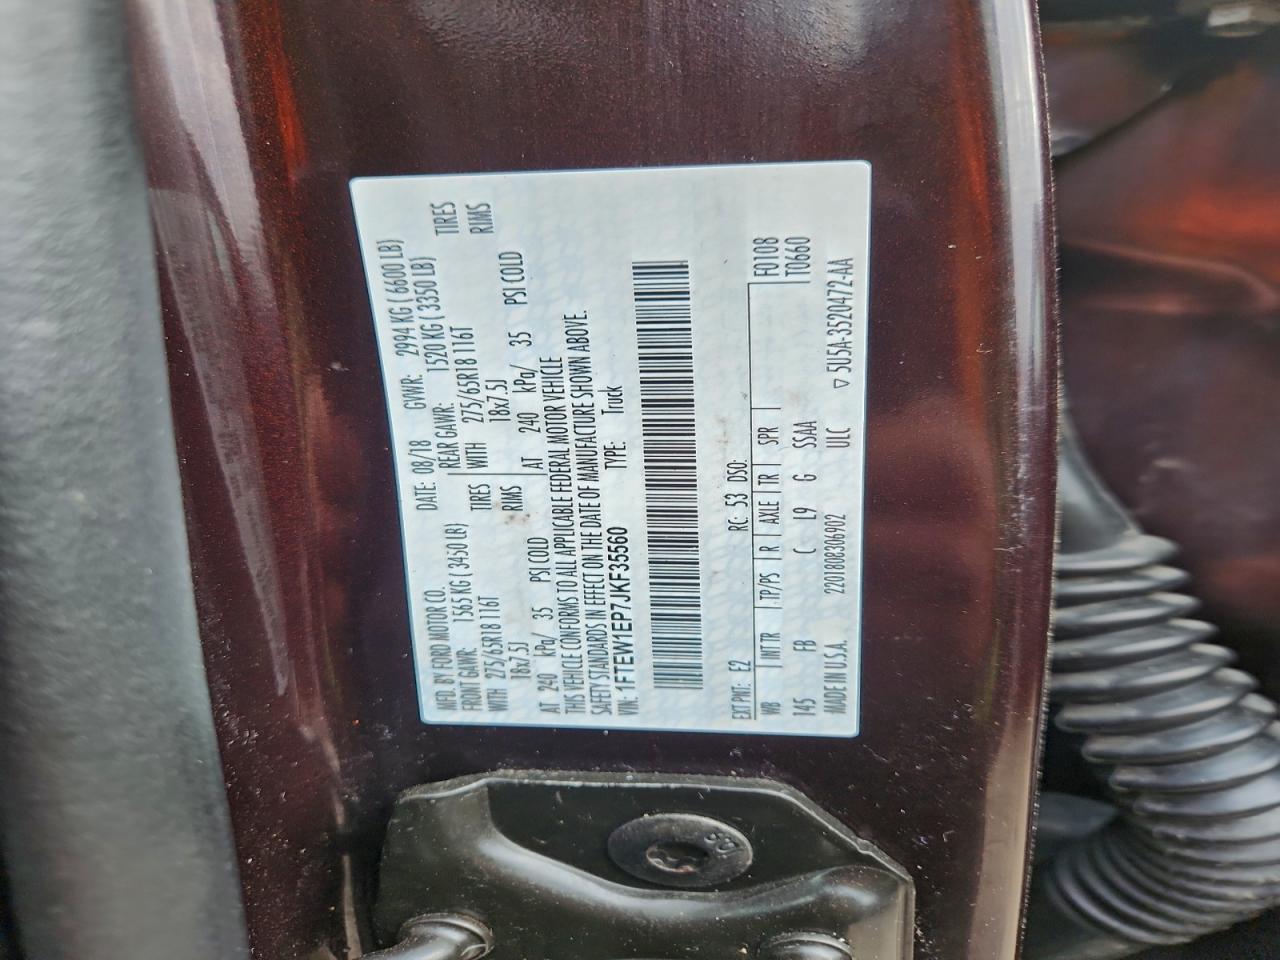 MFD. BY FORD MOTOR CO.
DATE: 08/18 GVWR: 2994 KG ( 6600 LB)
FRONT GAWR: 1565 KG ( 3450 LB) REAR GAWR: 1520 KG ( 3350 LB)
WITH 275/65R18 116T TIRES WITH 275/65R18 116T TIRES
18x7.5J RIMS 18x7.5J RIMS
AT 240 kPa/ 35 PSI COLD AT 240 kPa/ 35 PSI COLD
THIS VEHICLE CONFORMS TO ALL APPLICABLE FEDERAL MOTOR VEHICLE
SAFETY STANDARDS IN EFFECT ON THE DATE OF MANUFACTURE SHOWN ABOVE.
VIN: 1FTEW1EP7JKF35560 TYPE: Truck
EXT PNT: E2 RC: 53 DSO: F0108
WB INT TR TP/PS R AXLE TR SPR T0660
145 FB C L9 G SSAA
MADE IN U.S.A. 220180B306902 ULC ▽ 5U5A-3520472-AA